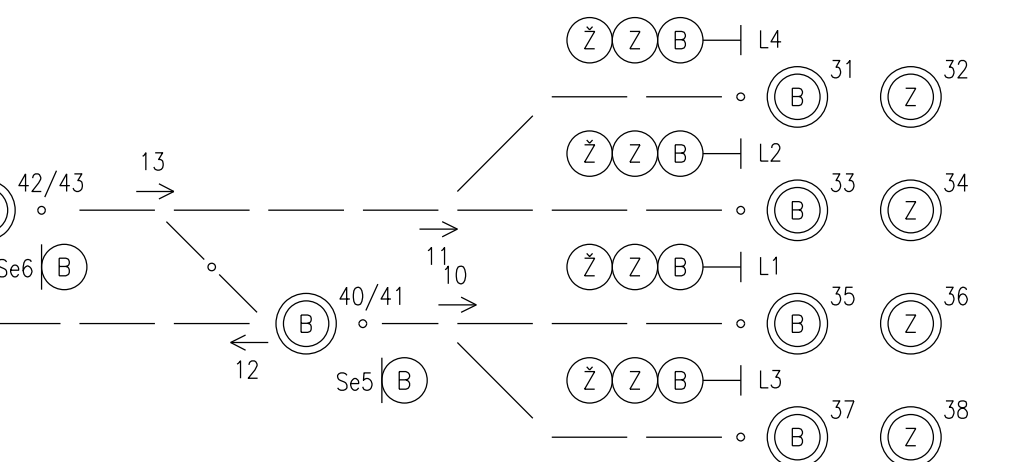 Ž Z B L4
31 32
B Z
13
Ž Z B L2
42/43
33 34
B Z
11
Se6 B
Ž Z B L1
10
40/41
35 36
B
B Z
12
Se5 B
Ž Z B L3
37 38
B Z